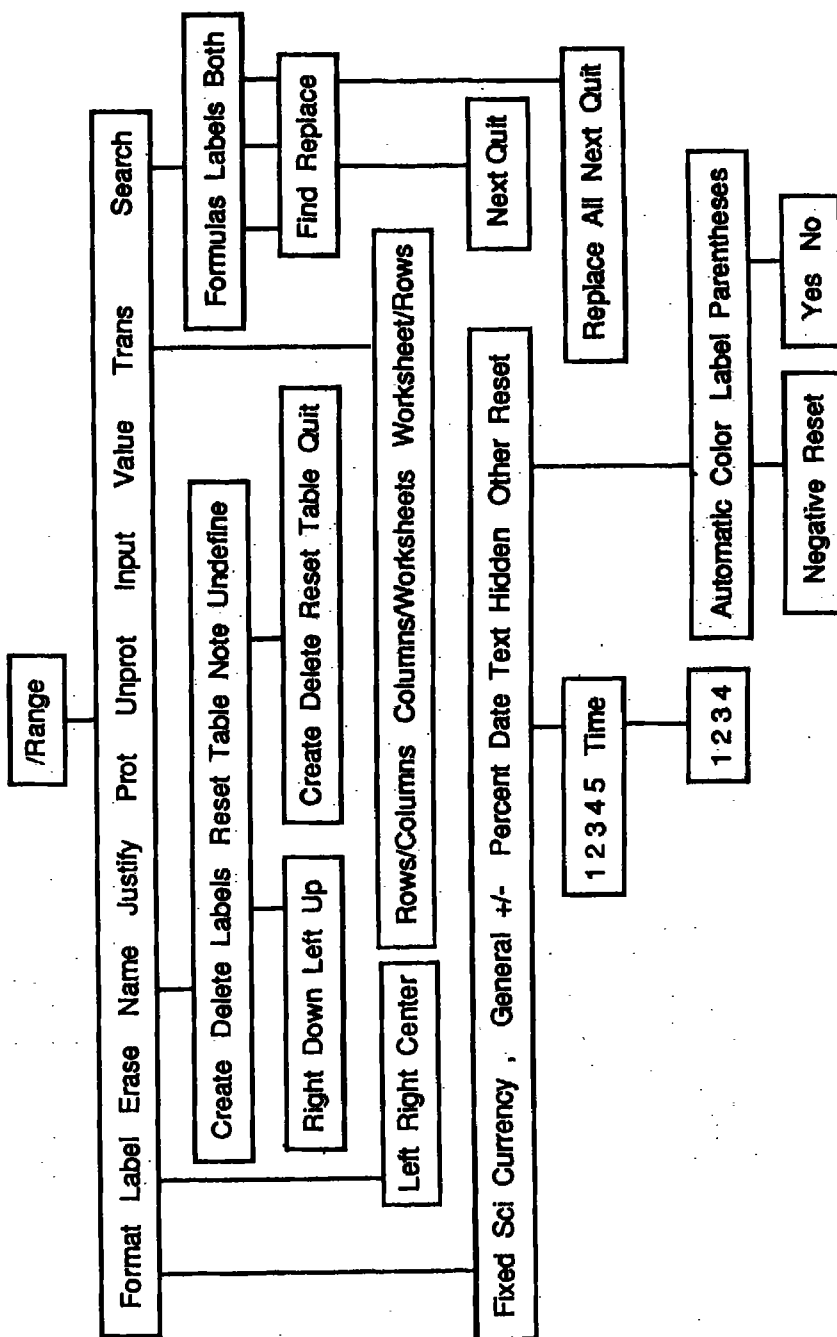 /Range
Format Label Erase Name Justify Prot Unprot Input Value Trans Search
Create Delete Labels Reset Table Note Undefine
Formulas Labels Both
Right Down Left Up
Create Delete Reset Table Quit
Find Replace
Left Right Center
Rows/Columns Columns/Worksheets Worksheet/Rows
Next Quit
Fixed Sci Currency , General +/- Percent Date Text Hidden Other Reset
Replace All Next Quit
1 2 3 4 5 Time
1 2 3 4
Automatic Color Label Parentheses
Negative Reset
Yes No